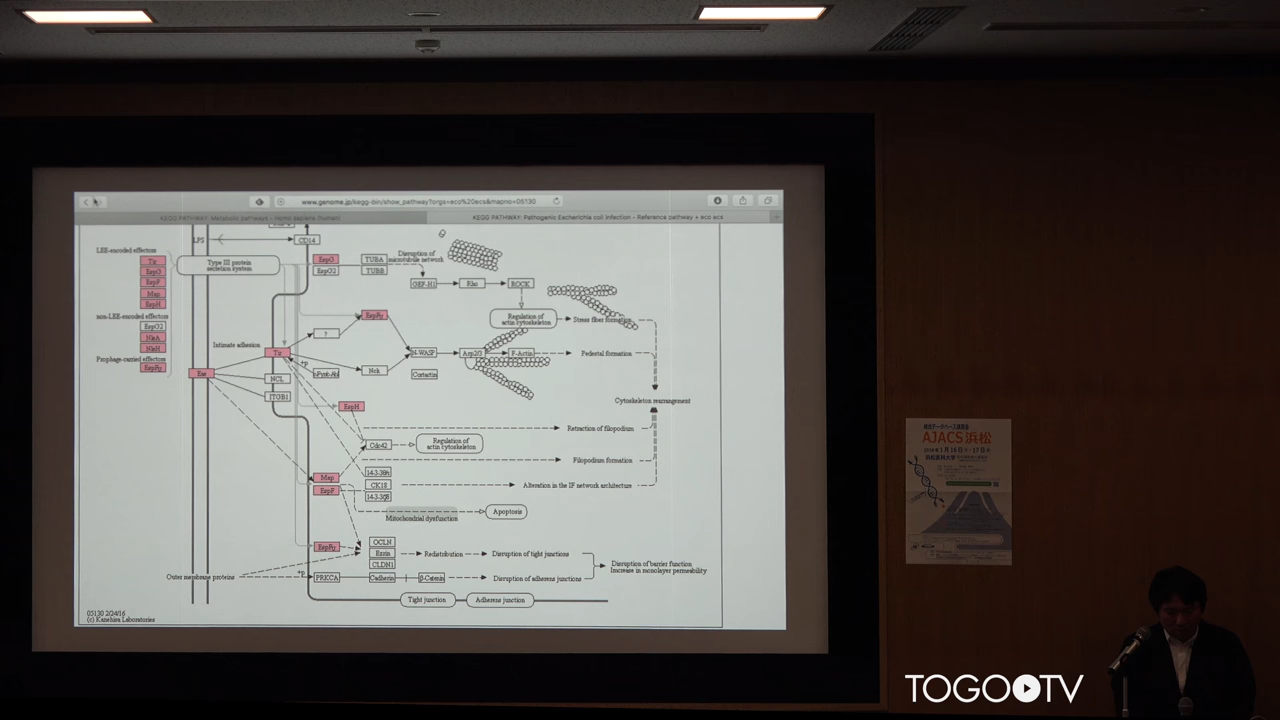 www.genome.jp/kegg-bin/show_pathway?orgs=eco%20ecs&mapno=05130
KEGG PATHWAY: Metabolic pathways - Homo sapiens (human)
KEGG PATHWAY: Pathogenic Escherichia coli infection - Reference pathway + eco ecs
LPS
CD14
LEE-encoded effectors
Tir
EspG
EspF
Map
EspH
non-LEE-encoded effectors
EspG2
NleA
NleH
Prophage-carried effectors
Type III protein
secretion system
EspG
EspG2
TUBA
TUBB
Disruption of
microtubule network
GEF-H1
Rho
ROCK
Regulation of
actin cytoskeleton
Stress fiber formation
?
Intimate adhesion
Tir
+P
Nck
N-WASP
Cortactin
Arp2/3
F-Actin
Pedestal formation
Eae
NCL
ITGB1
Cytoskeleton rearrangement
EspH
Retraction of filopodium
Cdc42
Regulation of
actin cytoskeleton
Filopodium formation
Map
EspF
CK18
Alteration in the IF network architecture
Mitochondrial dysfunction
Apoptosis
OCLN
Ezrin
CLDN1
Redistribution
Disruption of tight junctions
Disruption of barrier function
Increase in monolayer permeability
Outer membrane proteins
+P
PRKCA
Cadherin
β-Catenin
Disruption of adherens junctions
Tight junction
Adherens junction
05130 2/24/16
(c) Kanehisa Laboratories
AJACS浜松
TOGO TV